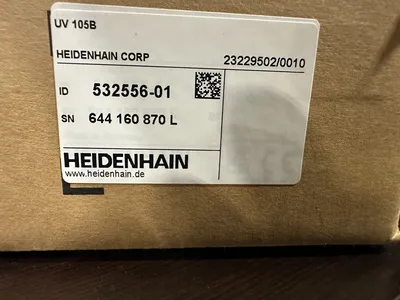 UV 105B
HEIDENHAIN CORP 23229502/0010
ID 532556-01
SN 644 160 870 L
HEIDENHAIN
www.heidenhain.de